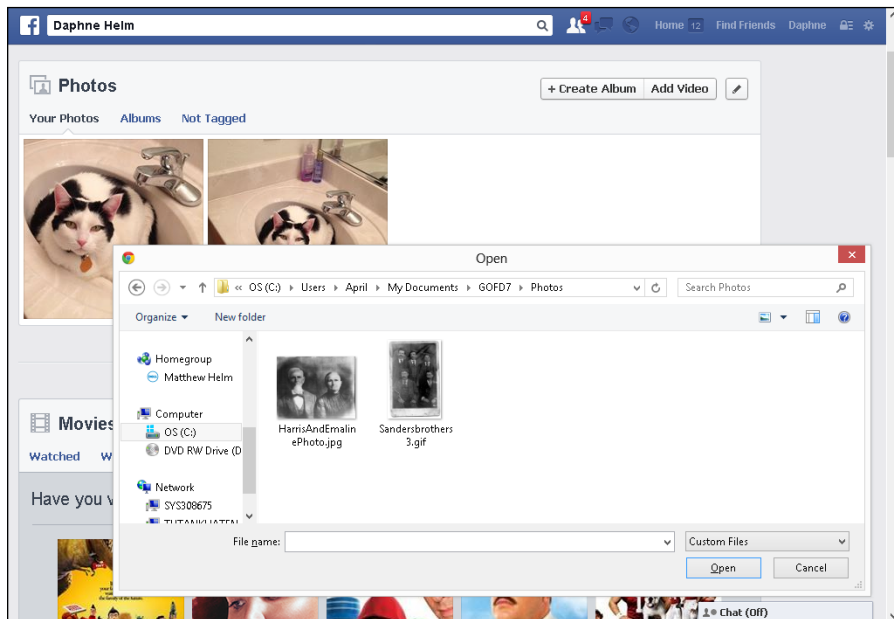 f Daphne Helm 4 Home 12 Find Friends Daphne
Photos
+ Create Album Add Video
Your Photos Albums Not Tagged
Open
« OS (C:) Users April My Documents GOFD7 Photos Search Photos
Organize New folder
Homegroup
Matthew Helm
Computer
OS (C:)
DVD RW Drive (D
Network
SYS308675
HarrisAndEmalin
ePhoto.jpg
Sandersbrothers
3.gif
File name: Custom Files
Open Cancel
Movies
Watched W
Have you v
Chat (Off)